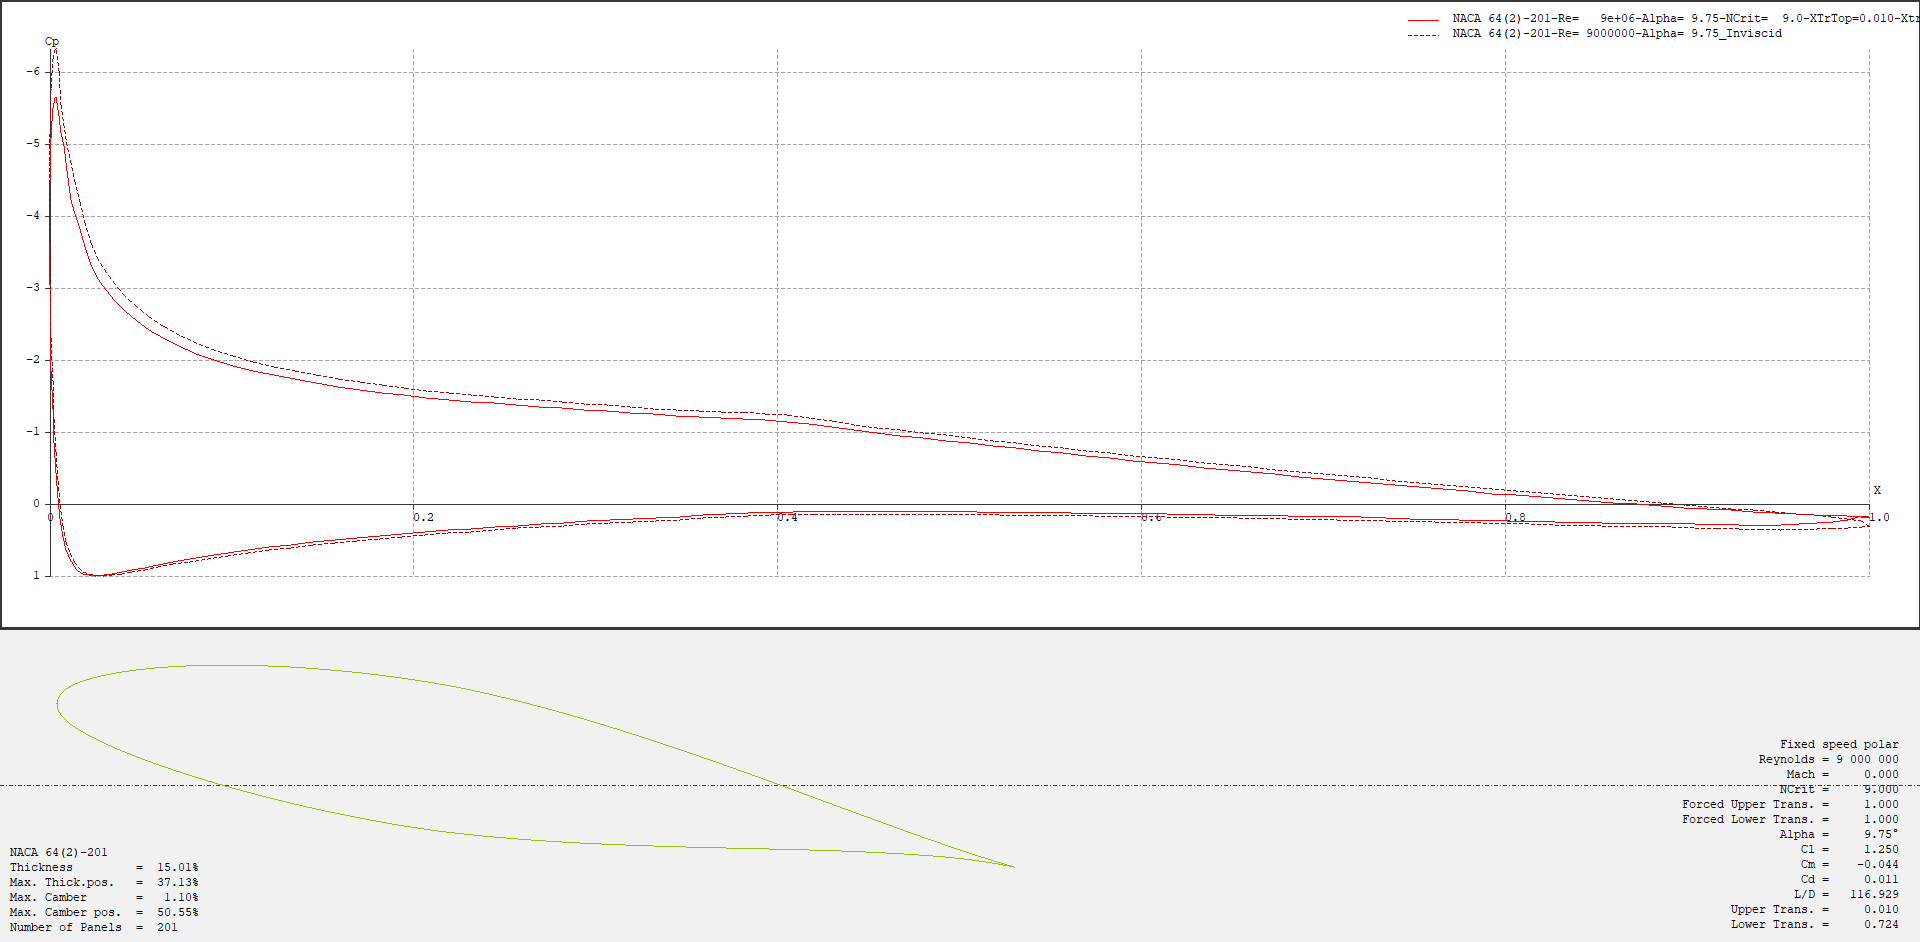 NACA 64(2)-201-Re=   9e+06-Alpha= 9.75-NCrit=  9.0-XTrTop=0.010-Xtr
NACA 64(2)-201-Re= 9000000-Alpha= 9.75_Inviscid
Cp
-6
-5
-4
-3
-2
-1
0
X
0 0.2 0.4 0.6 0.8 1.0
1
Fixed speed polar
Reynolds = 9 000 000
Mach = 0.000
NCrit = 9.000
Forced Upper Trans. = 1.000
Forced Lower Trans. = 1.000
Alpha = 9.75°
Cl = 1.250
Cm = -0.044
Cd = 0.011
L/D = 116.929
Upper Trans. = 0.010
Lower Trans. = 0.724
NACA 64(2)-201
Thickness = 15.01%
Max. Thick.pos. = 37.13%
Max. Camber = 1.10%
Max. Camber pos. = 50.55%
Number of Panels = 201